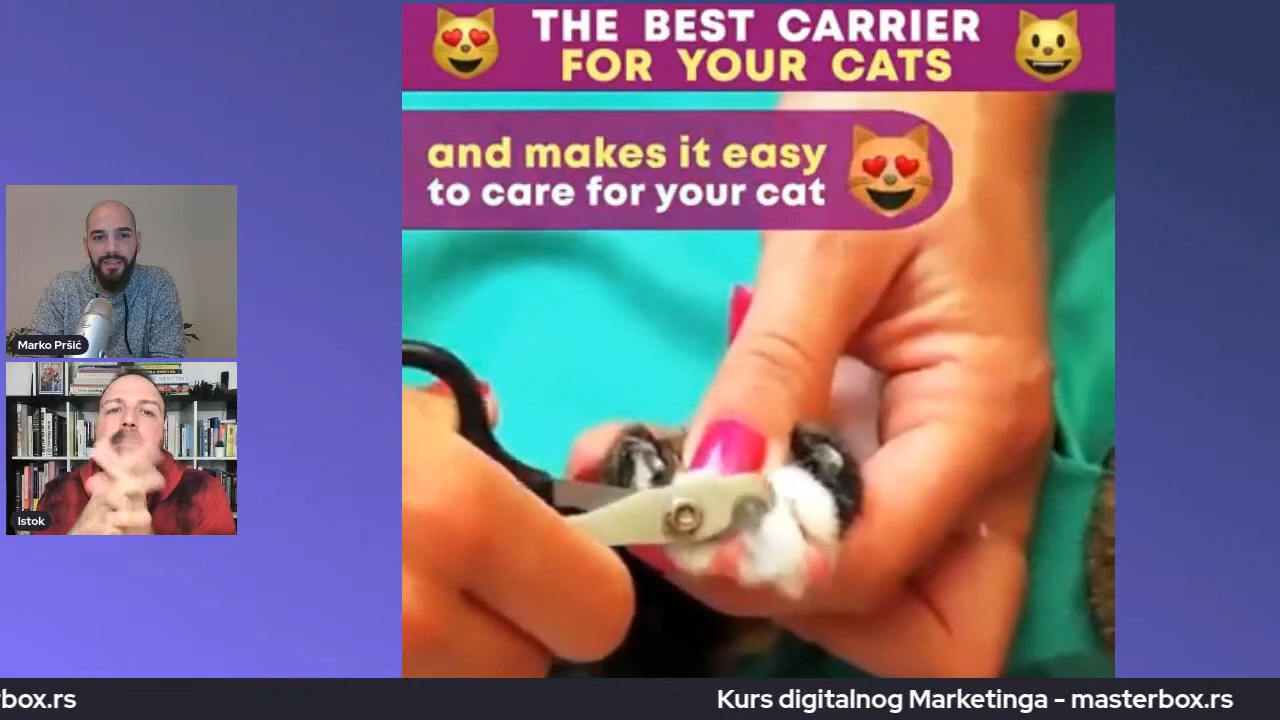 THE BEST CARRIER
FOR YOUR CATS
and makes it easy
to care for your cat
Marko Pršić
Istok
box.rs
Kurs digitalnog Marketinga - masterbox.rs